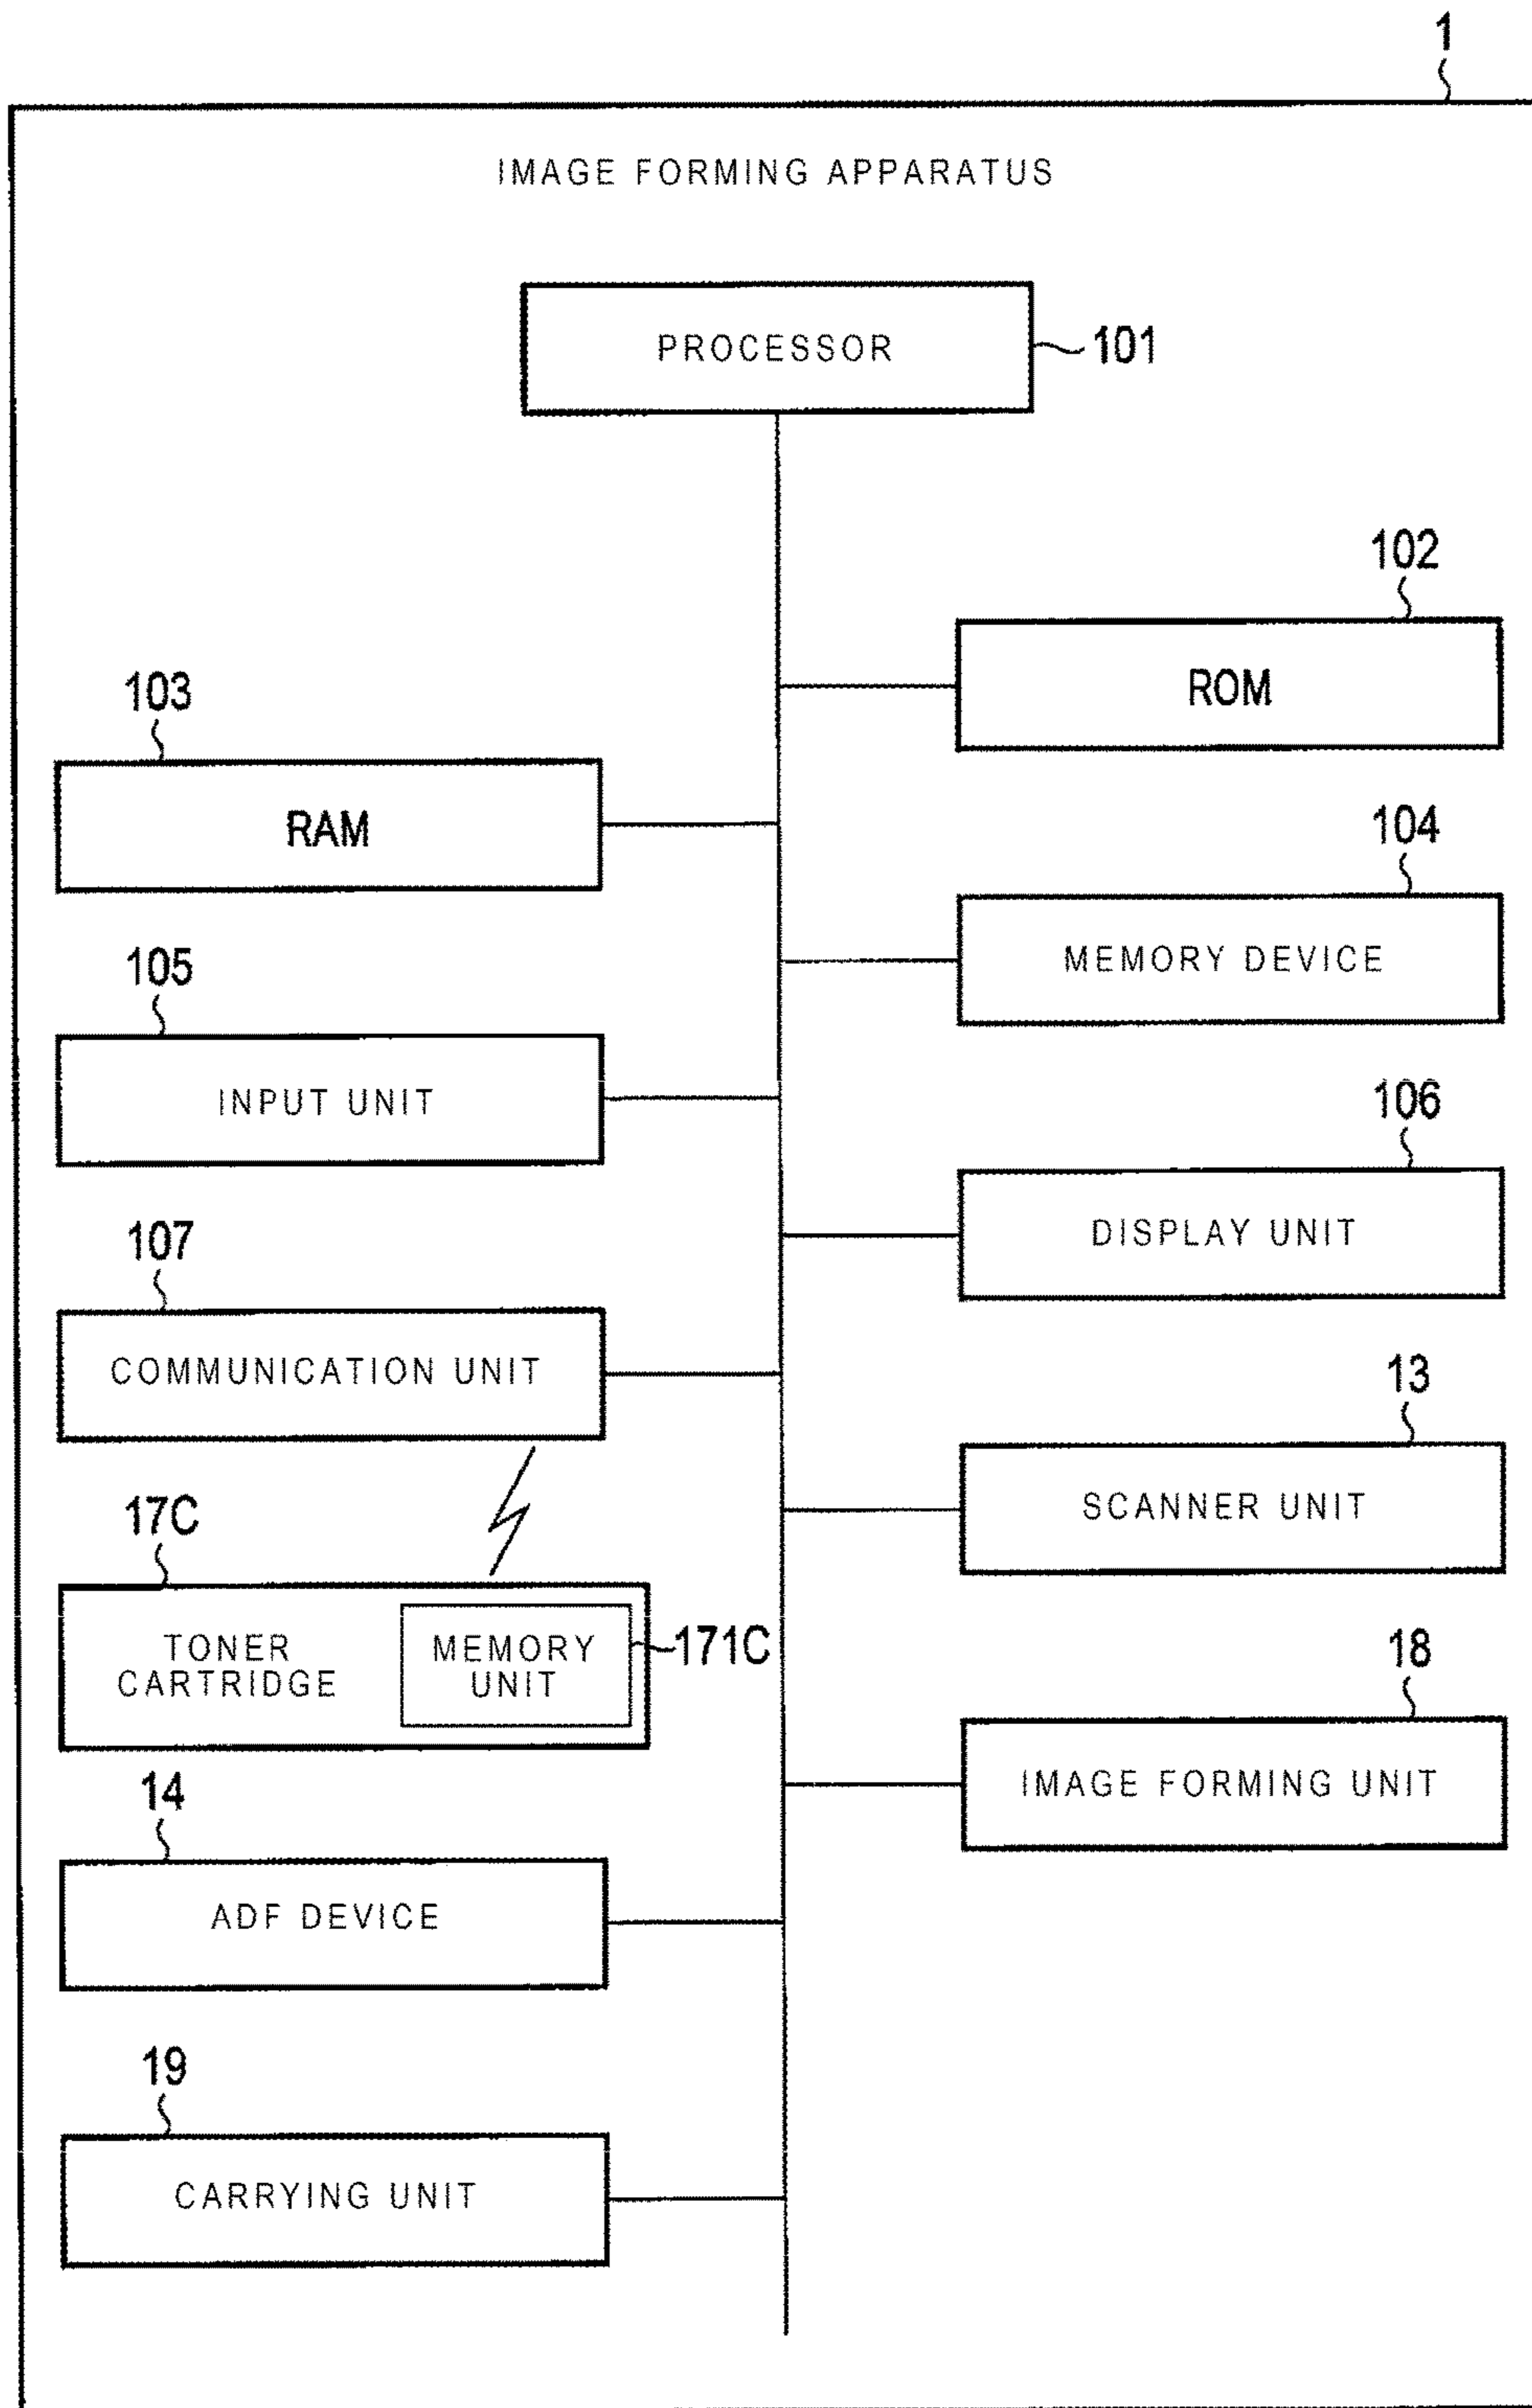 1
IMAGE FORMING APPARATUS
PROCESSOR
101
102
ROM
103
RAM
104
MEMORY DEVICE
105
INPUT UNIT
106
DISPLAY UNIT
107
COMMUNICATION UNIT
13
SCANNER UNIT
17C
TONER
CARTRIDGE
MEMORY
UNIT
171C
18
IMAGE FORMING UNIT
14
ADF DEVICE
19
CARRYING UNIT